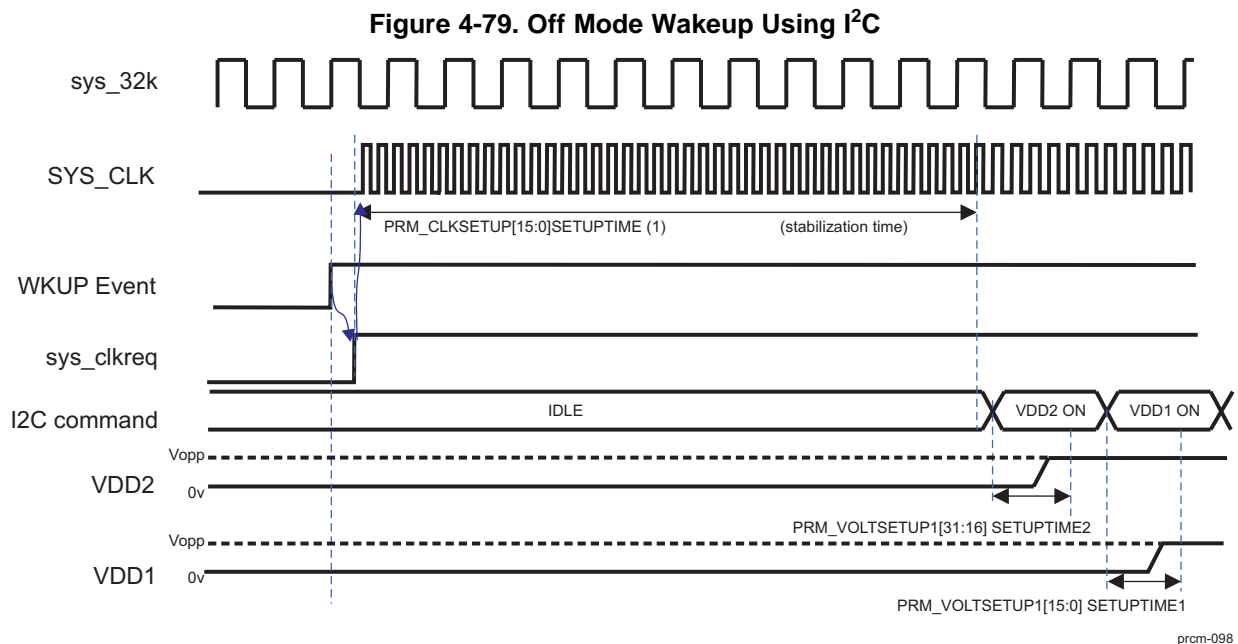 Figure 4-79. Off Mode Wakeup Using I²C
sys_32k
SYS_CLK
PRM_CLKSETUP[15:0]SETUPTIME (1) (stabilization time)
WKUP Event
sys_clkreq
I2C command
IDLE
VDD2 ON
VDD1 ON
Vopp
VDD2
0v
PRM_VOLTSETUP1[31:16] SETUPTIME2
Vopp
VDD1
0v
PRM_VOLTSETUP1[15:0] SETUPTIME1
prcm-098